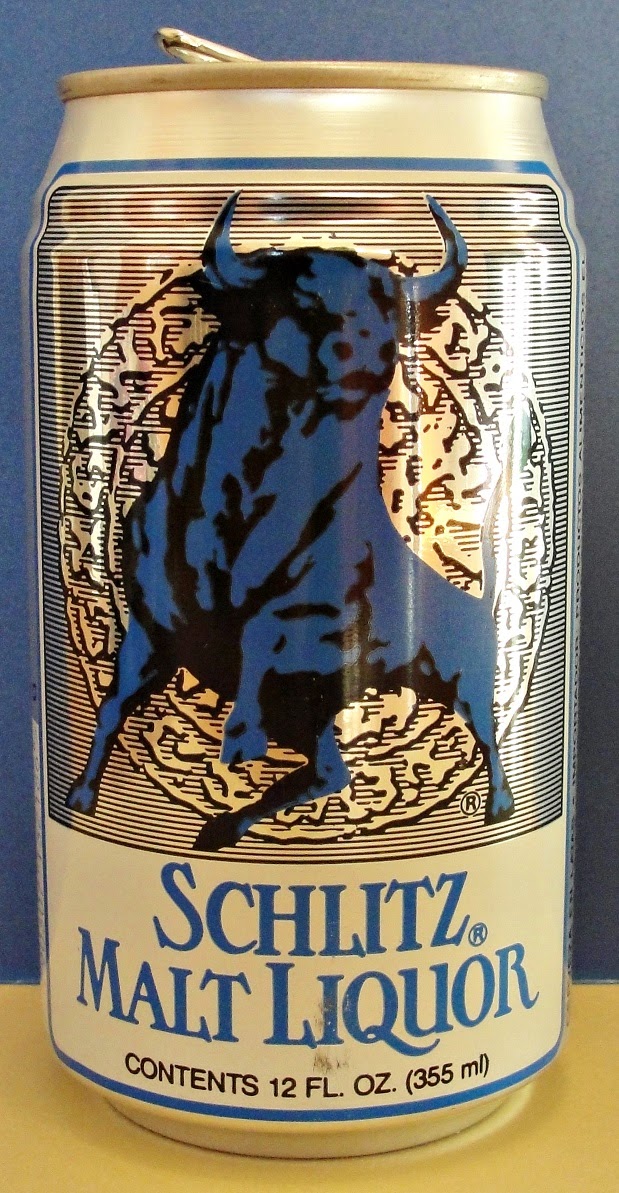 ®
SCHLITZ®
MALT LIQUOR
CONTENTS 12 FL. OZ. (355 ml)